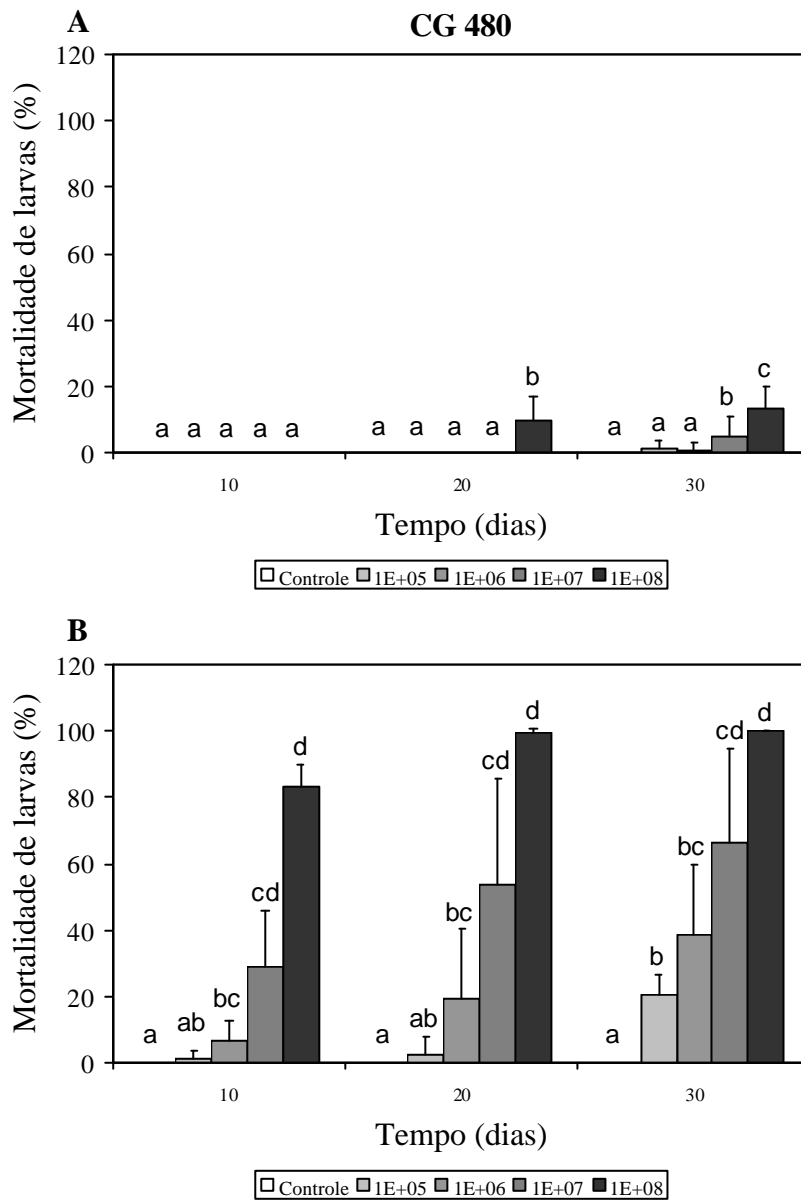 A
CG 480
Mortalidade de larvas (%)
120
100
80
60
40
20
0
b
c
b
a a a a a
a a a a
a a a
10
20
30
Tempo (dias)
Controle 1E+05 1E+06 1E+07 1E+08
B
Mortalidade de larvas (%)
120
100
80
60
40
20
0
a ab bc cd d
a ab bc cd d
a b bc cd d
10
20
30
Tempo (dias)
Controle 1E+05 1E+06 1E+07 1E+08